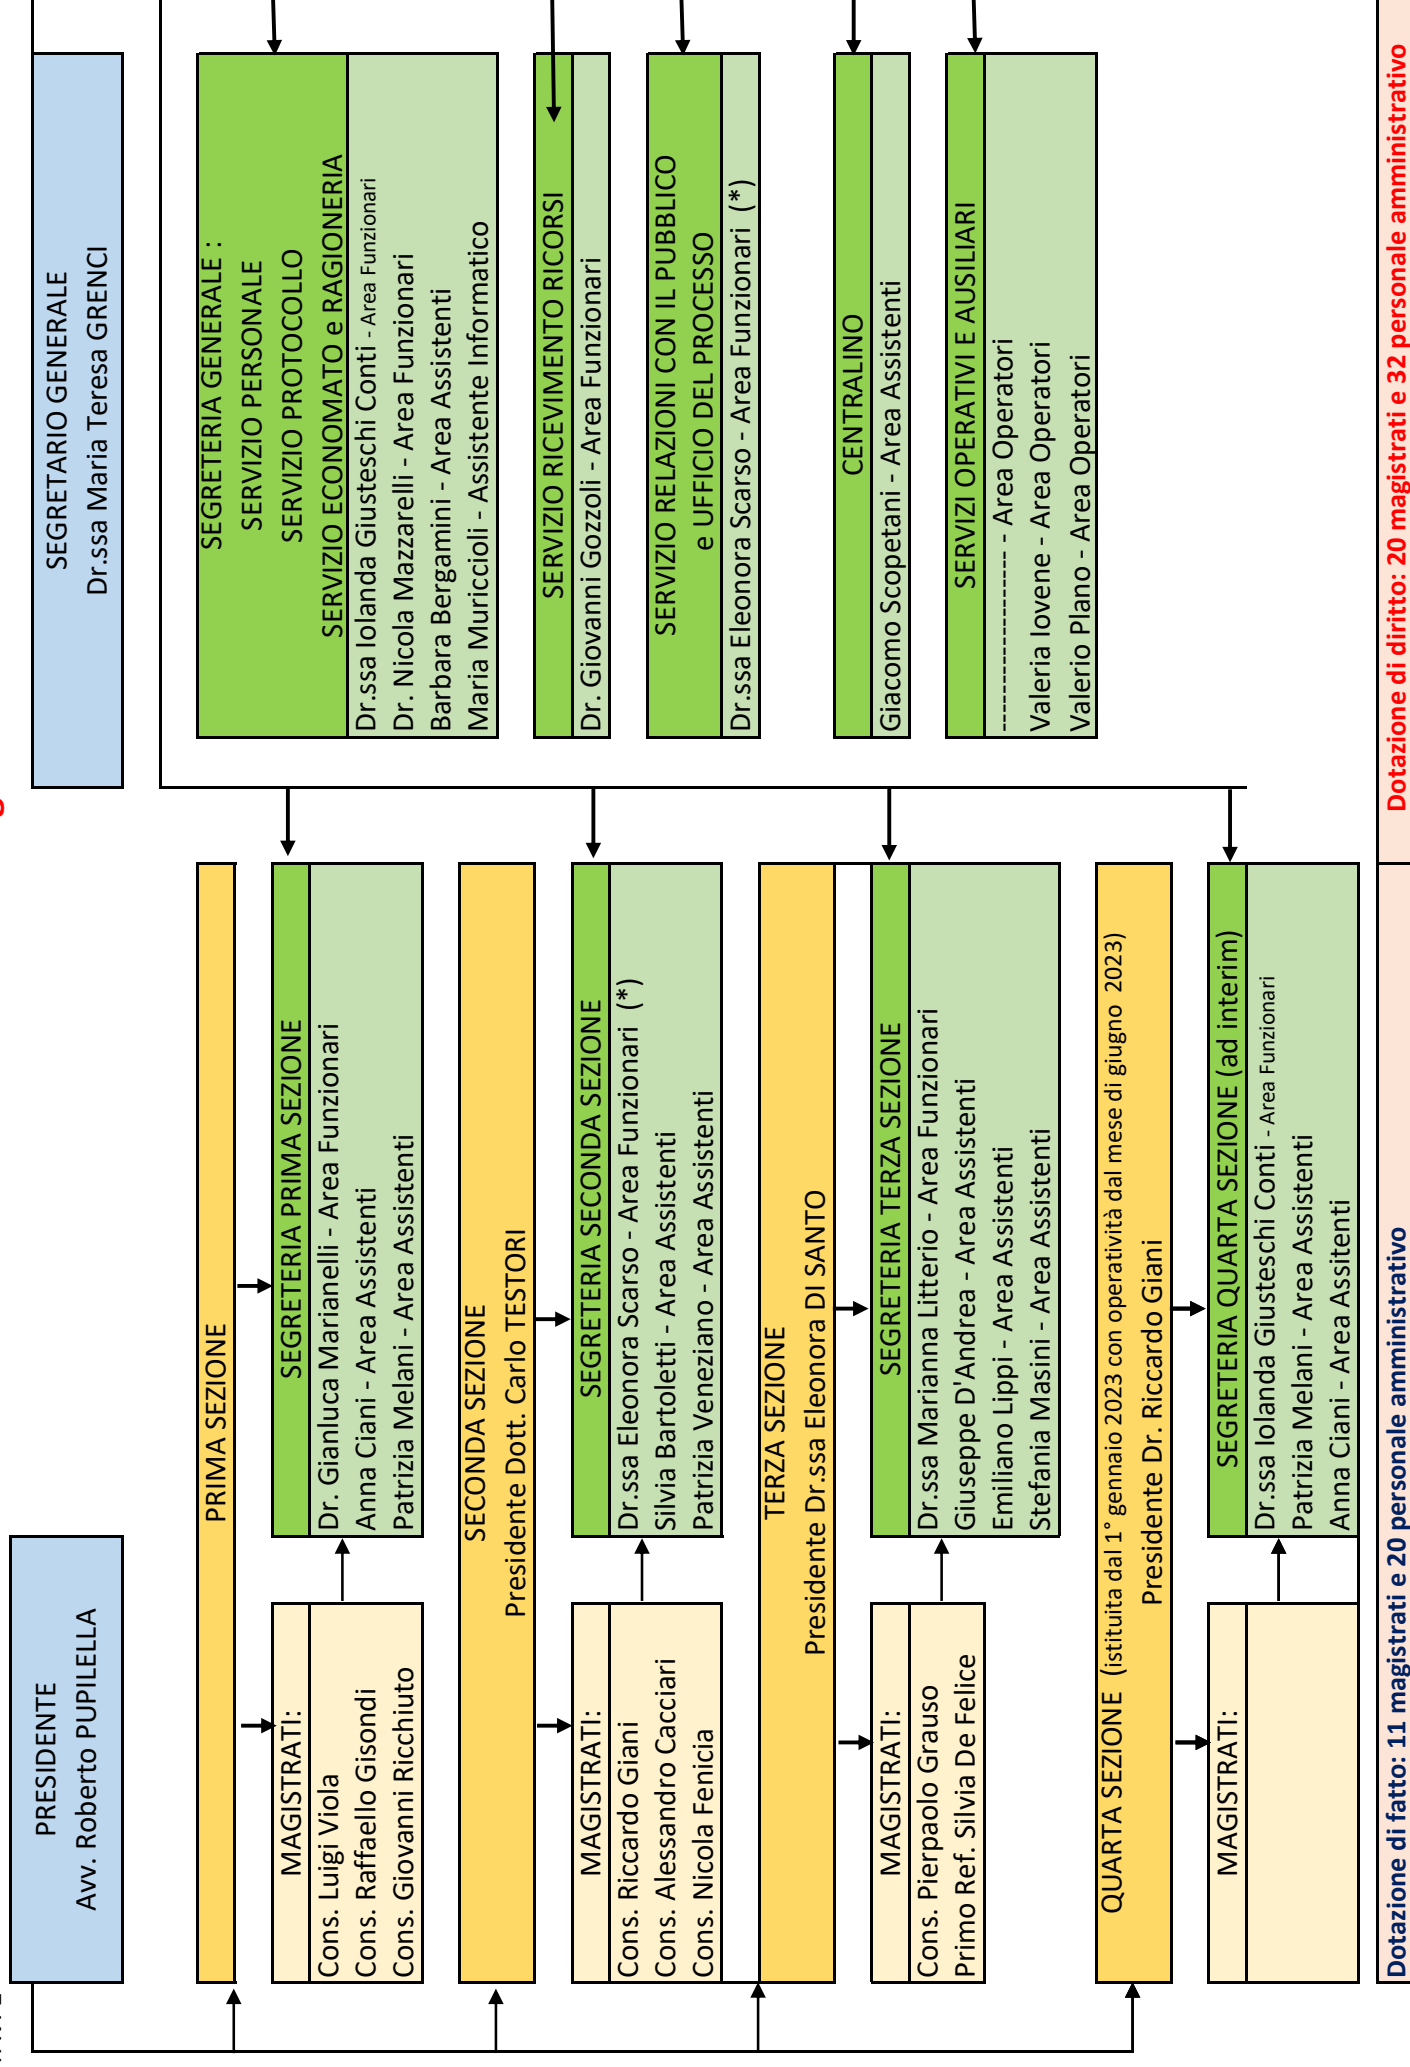 PRESIDENTE
Avv. Roberto PUPILELLA
SEGRETARIO GENERALE
Dr.ssa Maria Teresa GRENCI
PRIMA SEZIONE
MAGISTRATI:
Cons. Luigi Viola
Cons. Raffaello Gisondi
Cons. Giovanni Ricchiuto
SEGRETERIA PRIMA SEZIONE
Dr. Gianluca Marianelli - Area Funzionari
Anna Ciani - Area Assistenti
Patrizia Melani - Area Assistenti
SECONDA SEZIONE
Presidente Dott. Carlo TESTORI
MAGISTRATI:
Cons. Riccardo Giani
Cons. Alessandro Cacciari
Cons. Nicola Fenicia
SEGRETERIA SECONDA SEZIONE
Dr.ssa Eleonora Scarso - Area Funzionari (*)
Silvia Bartoletti - Area Assistenti
Patrizia Veneziano - Area Assistenti
TERZA SEZIONE
Presidente Dr.ssa Eleonora DI SANTO
MAGISTRATI:
Cons. Pierpaolo Grauso
Primo Ref. Silvia De Felice
SEGRETERIA TERZA SEZIONE
Dr.ssa Marianna Litterio - Area Funzionari
Giuseppe D'Andrea - Area Assistenti
Emiliano Lippi - Area Assistenti
Stefania Masini - Area Assistenti
QUARTA SEZIONE (istituita dal 1° gennaio 2023 con operatività dal mese di giugno 2023)
Presidente Dr. Riccardo Giani
MAGISTRATI:
SEGRETERIA QUARTA SEZIONE (ad interim)
Dr.ssa Iolanda Giusteschi Conti - Area Funzionari
Patrizia Melani - Area Assistenti
Anna Ciani - Area Assitenti
SEGRETERIA GENERALE :
SERVIZIO PERSONALE
SERVIZIO PROTOCOLLO
SERVIZIO ECONOMATO e RAGIONERIA
Dr.ssa Iolanda Giusteschi Conti - Area Funzionari
Dr. Nicola Mazzarelli - Area Funzionari
Barbara Bergamini - Area Assistenti
Maria Muriccioli - Assistente Informatico
SERVIZIO RICEVIMENTO RICORSI
Dr. Giovanni Gozzoli - Area Funzionari
SERVIZIO RELAZIONI CON IL PUBBLICO
e UFFICIO DEL PROCESSO
Dr.ssa Eleonora Scarso - Area Funzionari (*)
CENTRALINO
Giacomo Scopetani - Area Assistenti
SERVIZI OPERATIVI E AUSILIARI
----------------------- - Area Operatori
Valeria Iovene - Area Operatori
Valerio Plano - Area Operatori
Dotazione di fatto: 11 magistrati e 20 personale amministrativo
Dotazione di diritto: 20 magistrati e 32 personale amministrativo